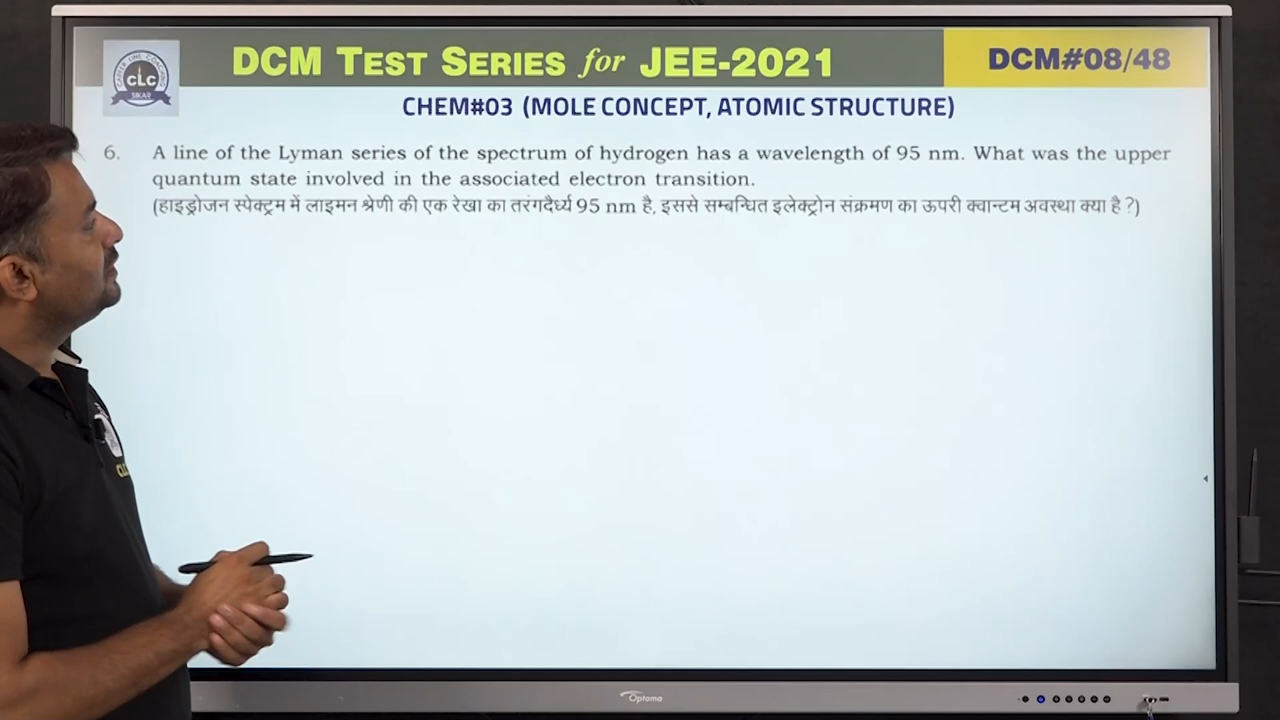 DCM TEST SERIES for JEE-2021
DCM#08/48
CLC
SIKAR
CHEM#03 (MOLE CONCEPT, ATOMIC STRUCTURE)
6. A line of the Lyman series of the spectrum of hydrogen has a wavelength of 95 nm. What was the upper
quantum state involved in the associated electron transition.
(हाइड्रोजन स्पेक्ट्रम में लाइमन श्रेणी की एक रेखा का तरंगदैर्ध्य 95 nm है, इससे सम्बन्धित इलेक्ट्रोन संक्रमण का ऊपरी क्वान्टम अवस्था क्या है ?)
Optoma